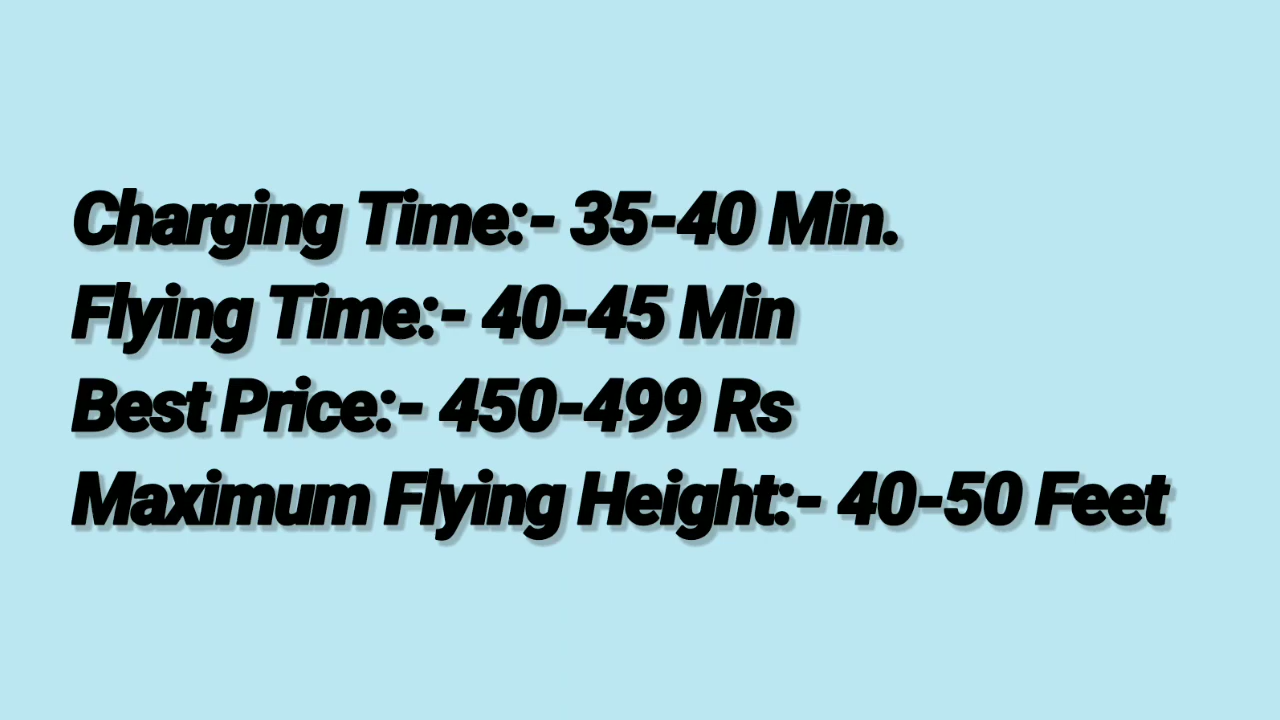 Charging Time:- 35-40 Min.
Flying Time:- 40-45 Min
Best Price:- 450-499 Rs
Maximum Flying Height:- 40-50 Feet